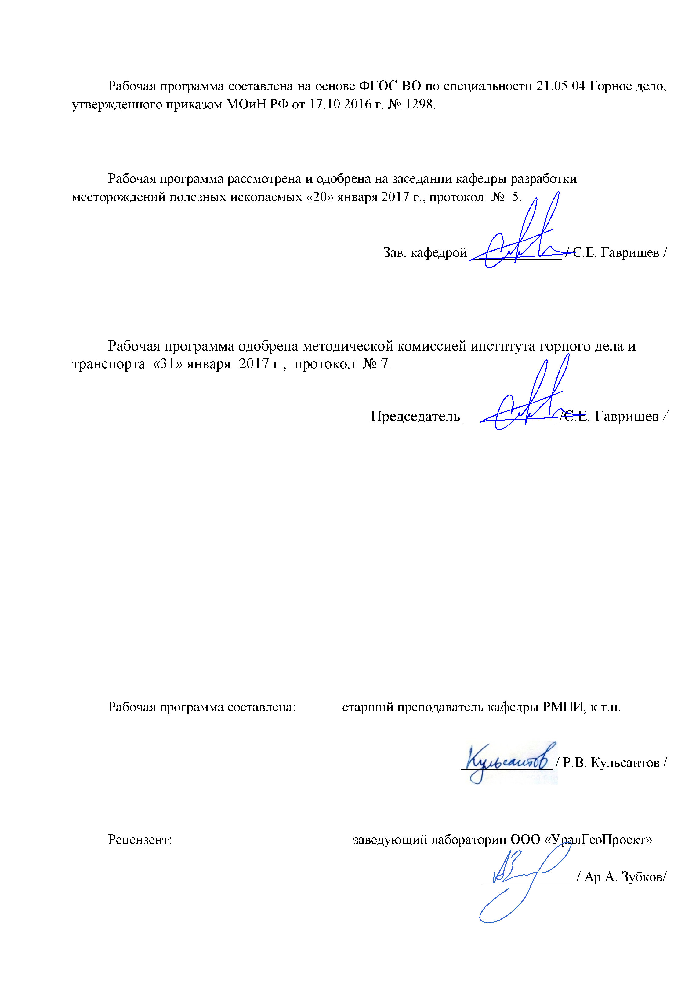 Рабочая программа составлена на основе ФГОС ВО по специальности 21.05.04 Горное дело,
утвержденного приказом МОиН РФ от 17.10.2016 г. № 1298.
Рабочая программа рассмотрена и одобрена на заседании кафедры разработки
месторождений полезных ископаемых «20» января 2017 г., протокол № 5.
Зав. кафедрой / С.Е. Гавришев /
Рабочая программа одобрена методической комиссией института горного дела и
транспорта «31» января 2017 г., протокол № 7.
Председатель /С.Е. Гавришев /
Рабочая программа составлена: старший преподаватель кафедры РМПИ, к.т.н.
Кульсаитов / Р.В. Кульсаитов /
Рецензент: заведующий лаборатории ООО «УралГеоПроект»
/ Ар.А. Зубков/